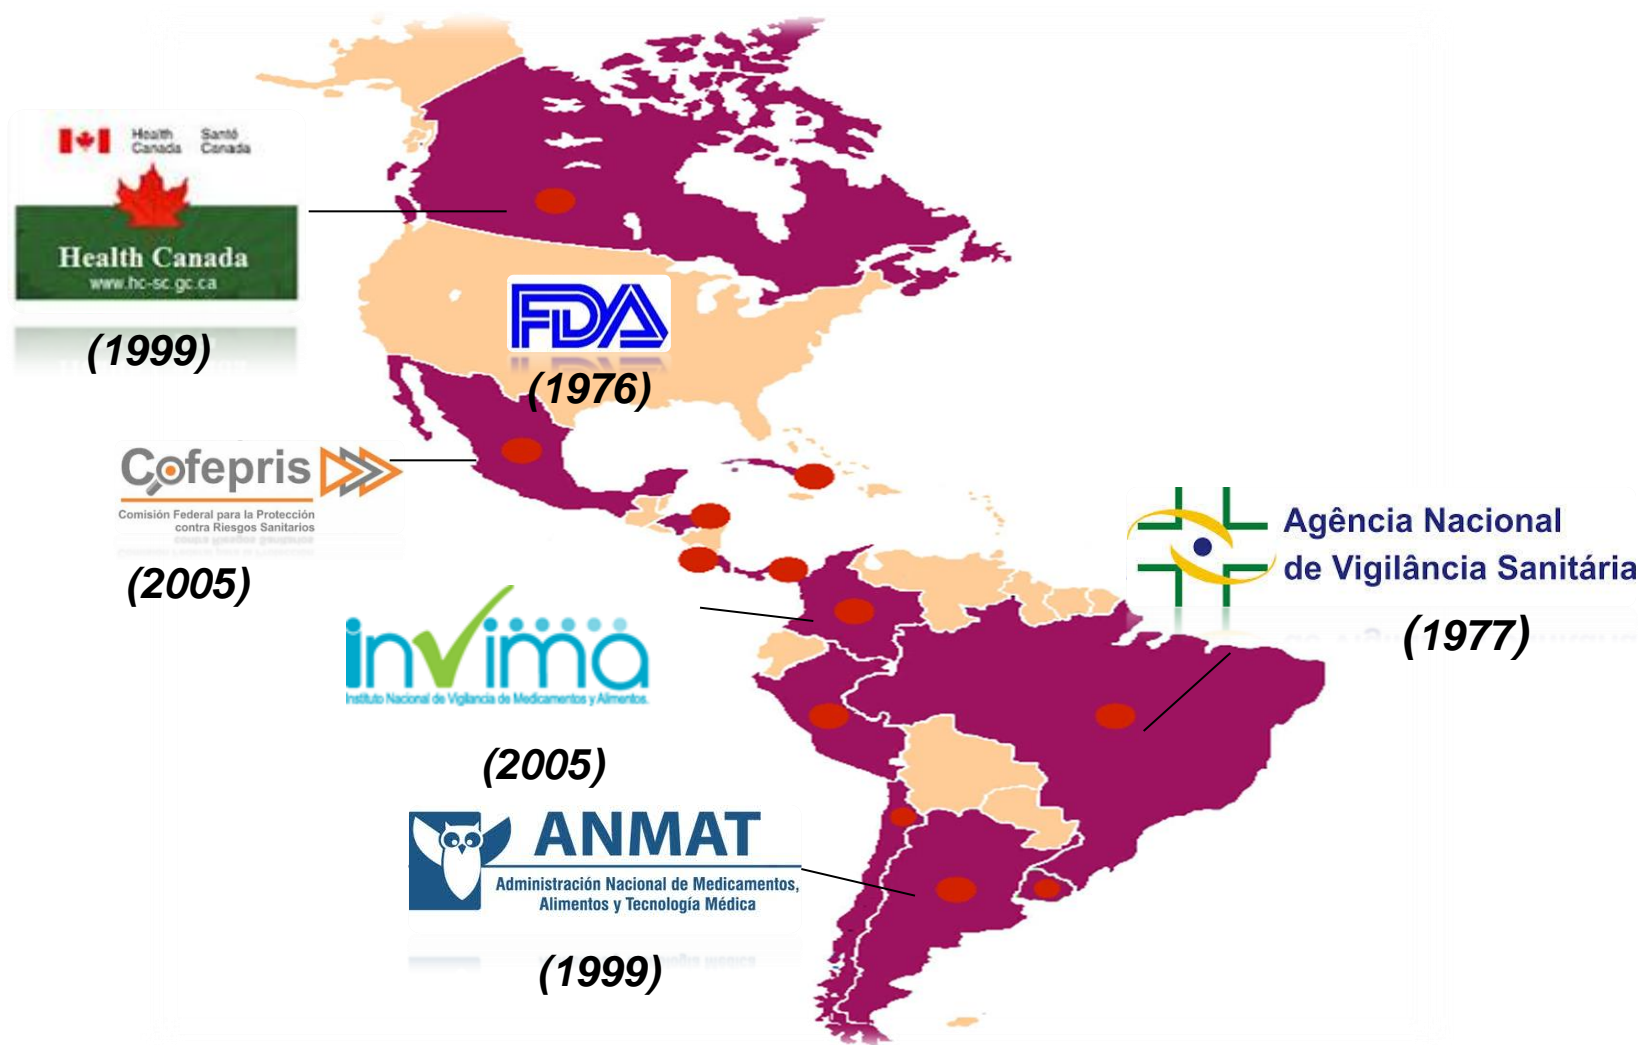 Health Canada
Santé Canada
Health Canada
www.hc-sc.gc.ca
(1999)
FDA
(1976)
Cofepris
Comisión Federal para la Protección
contra Riesgos Sanitarios
(2005)
Agência Nacional
de Vigilância Sanitária
(1977)
invima
Instituto Nacional de Vigilancia de Medicamentos y Alimentos.
(2005)
ANMAT
Administración Nacional de Medicamentos,
Alimentos y Tecnología Médica
(1999)